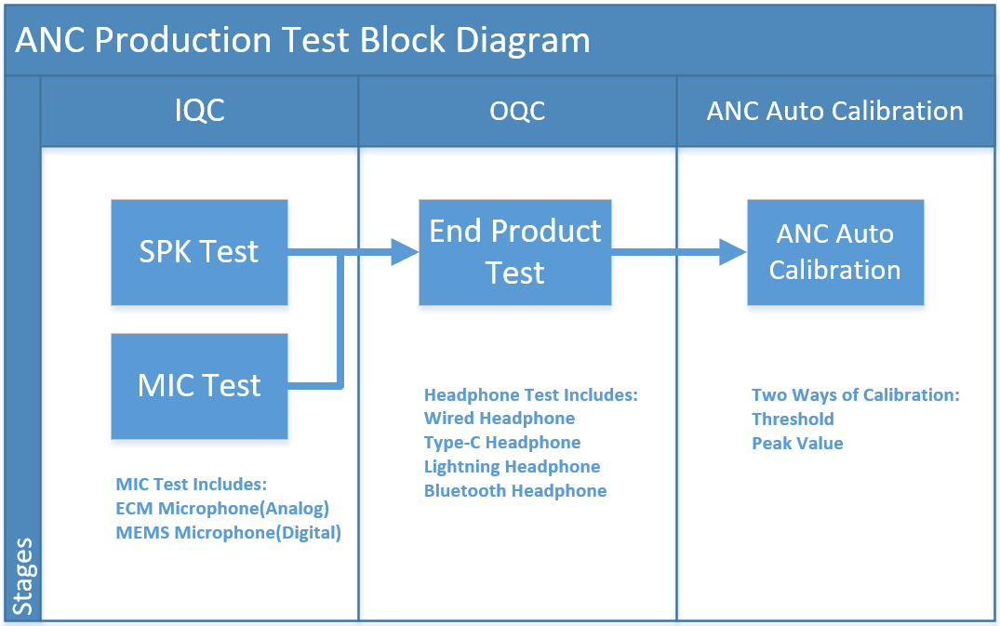 ANC Production Test Block Diagram
IQC
OQC
ANC Auto Calibration
Stages
SPK Test
MIC Test
MIC Test Includes:
ECM Microphone(Analog)
MEMS Microphone(Digital)
End Product
Test
Headphone Test Includes:
Wired Headphone
Type-C Headphone
Lightning Headphone
Bluetooth Headphone
ANC Auto
Calibration
Two Ways of Calibration:
Threshold
Peak Value